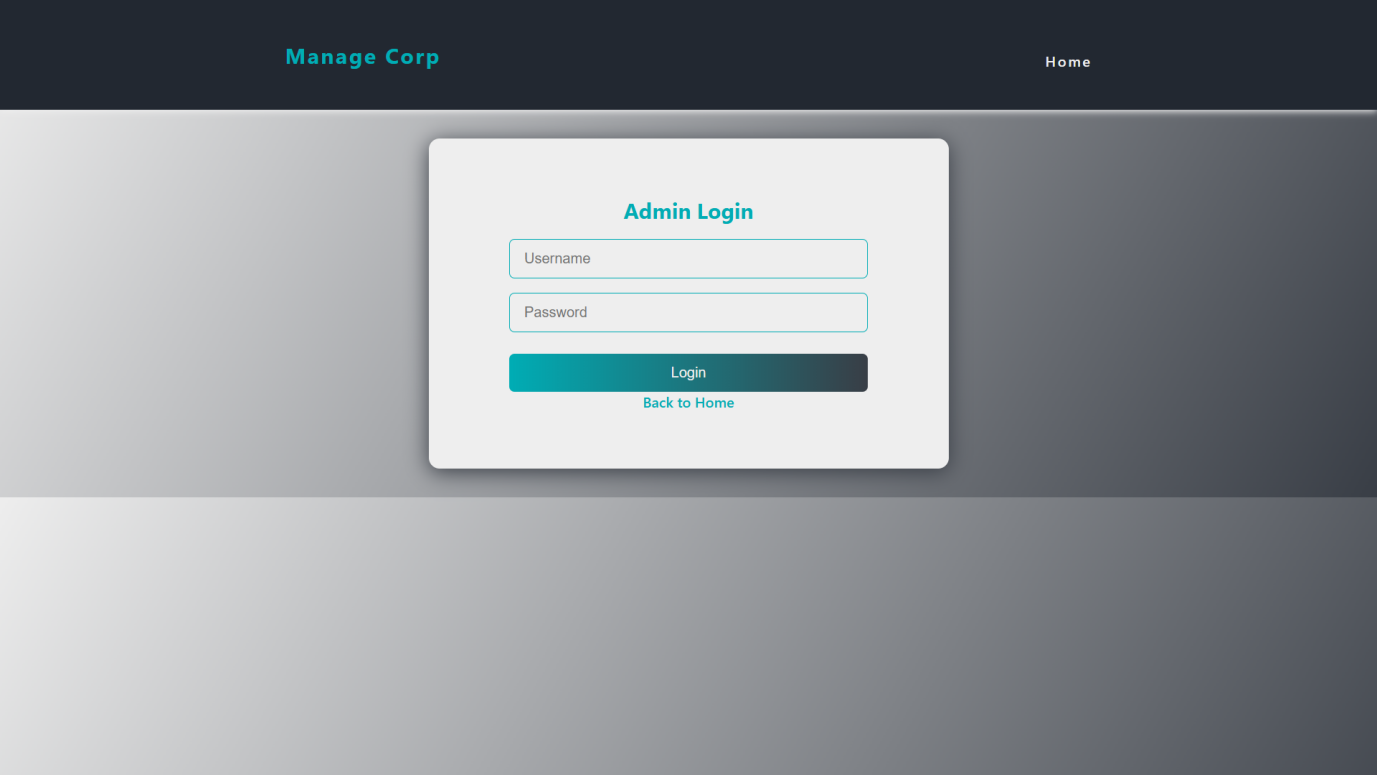 Manage Corp
Home
Admin Login
Username
Password
Login
Back to Home